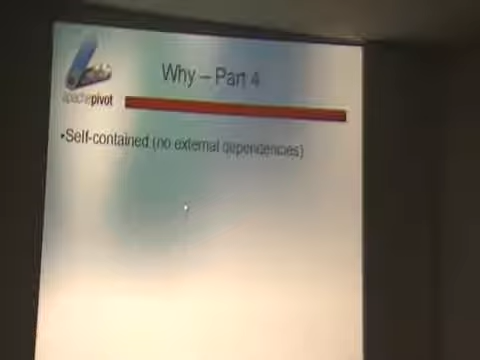 Why – Part 4
apachepivot
•Self-contained (no external dependencies)